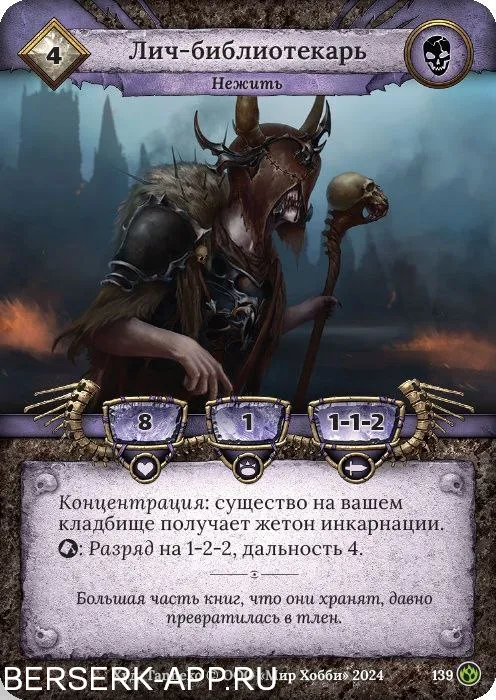 4
Лич-библиотекарь
Нежить
8
1
1-1-2
Концентрация: существо на вашем
кладбище получает жетон инкарнации.
: Разряд на 1-2-2, дальность 4.
Большая часть книг, что они хранят, давно
превратилась в тлен.
© ООО «Мир Хобби» 2024
139
BERSERK-APP.RU